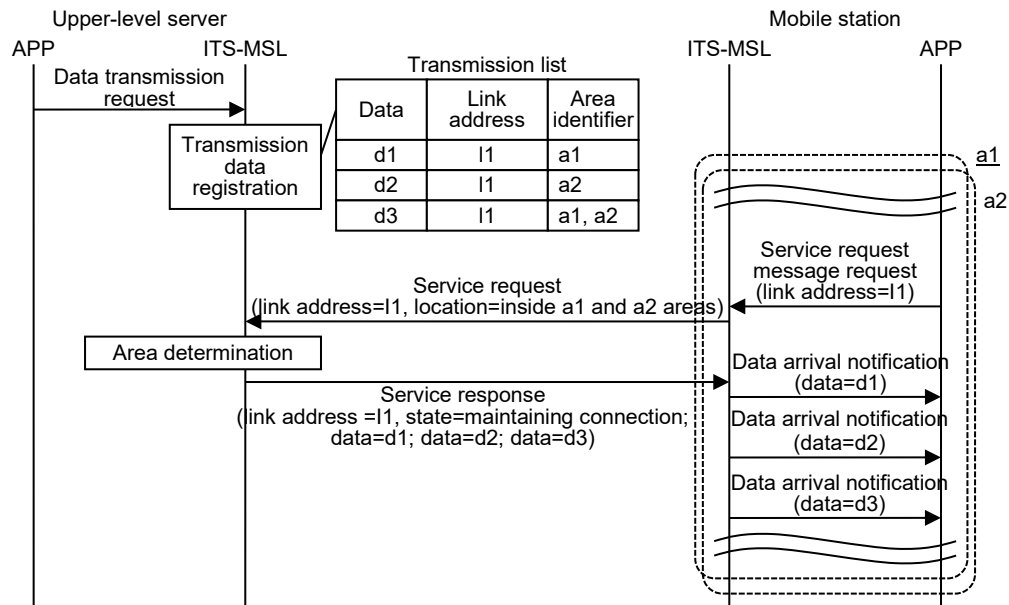 Upper-level server
Mobile station
APP
ITS-MSL
ITS-MSL
APP
Data transmission
request
Transmission list
Data
Link
address
Area
identifier
d1
l1
a1
d2
l1
a2
d3
l1
a1, a2
Transmission
data
registration
a1
a2
Service request
message request
(link address=l1)
Service request
(link address=l1, location=inside a1 and a2 areas)
Area determination
Service response
(link address =l1, state=maintaining connection;
data=d1; data=d2; data=d3)
Data arrival notification
(data=d1)
Data arrival notification
(data=d2)
Data arrival notification
(data=d3)